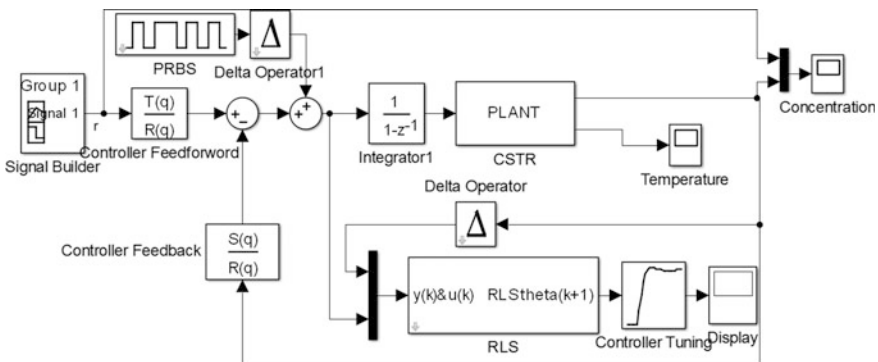 PRBS
Delta Operator1
Group 1
Signal 1
r
Signal Builder
T(q)
R(q)
Controller Feedforword
+
−
+
+
1
1-z⁻¹
Integrator1
PLANT
CSTR
Concentration
Temperature
Delta Operator
Δ
Δ
Controller Feedback
S(q)
R(q)
y(k)&u(k)
RLStheta(k+1)
RLS
Controller Tuning
Display